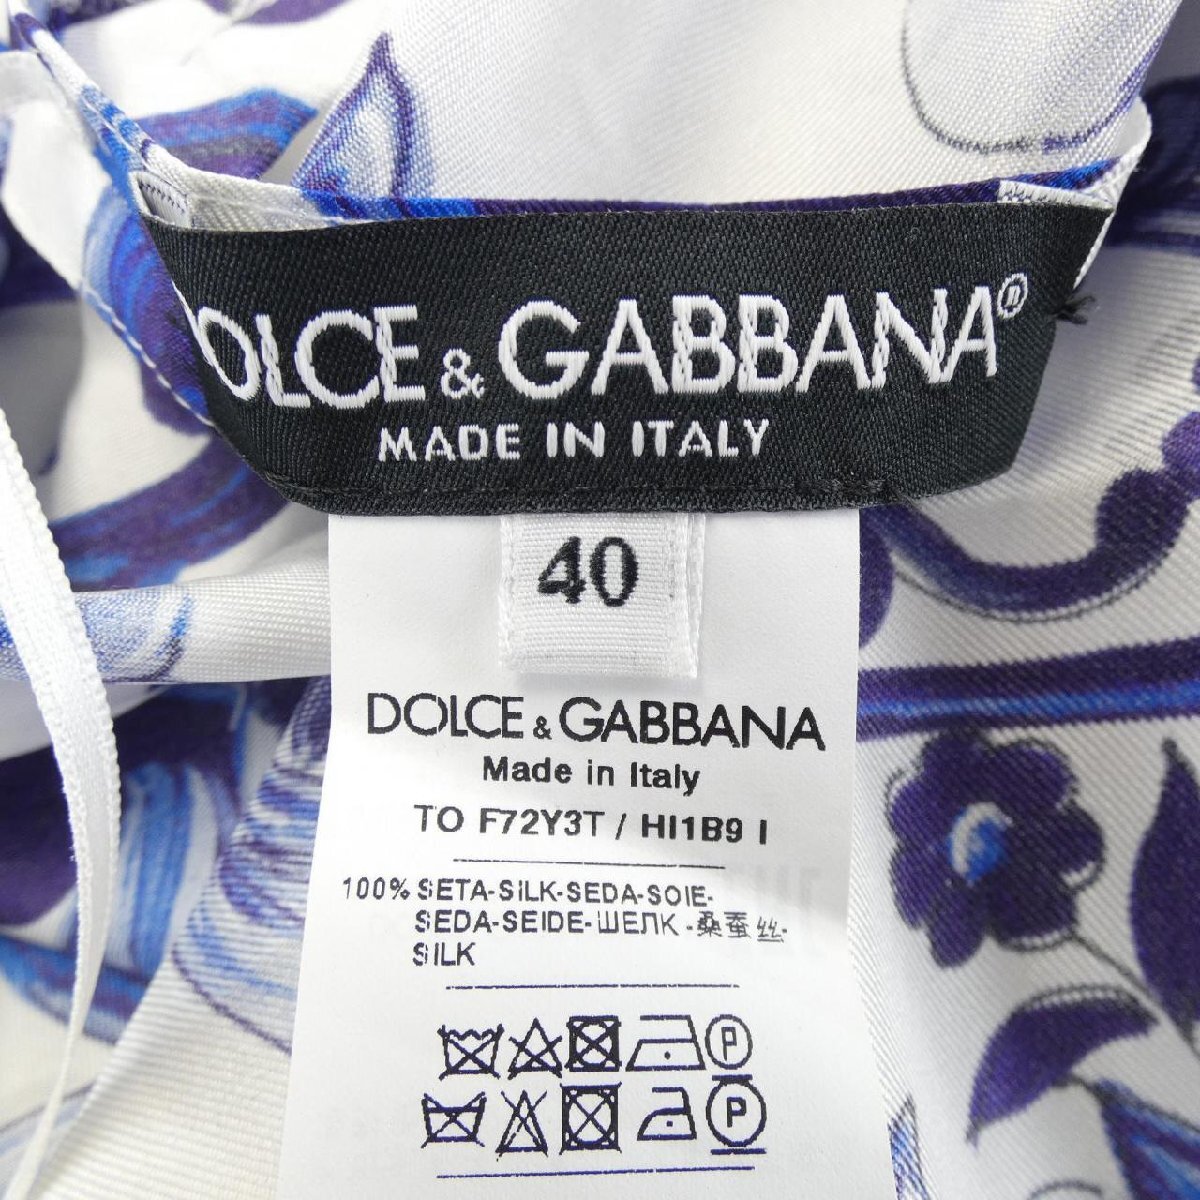 DOLCE & GABBANA®
MADE IN ITALY
40
DOLCE & GABBANA
Made in Italy
TO F72Y3T / HI1B9 I
100% SETA-SILK-SEDA-SOIE-
SEDA-SEIDE-ШЕЛК-桑蚕丝-
SILK
P
P